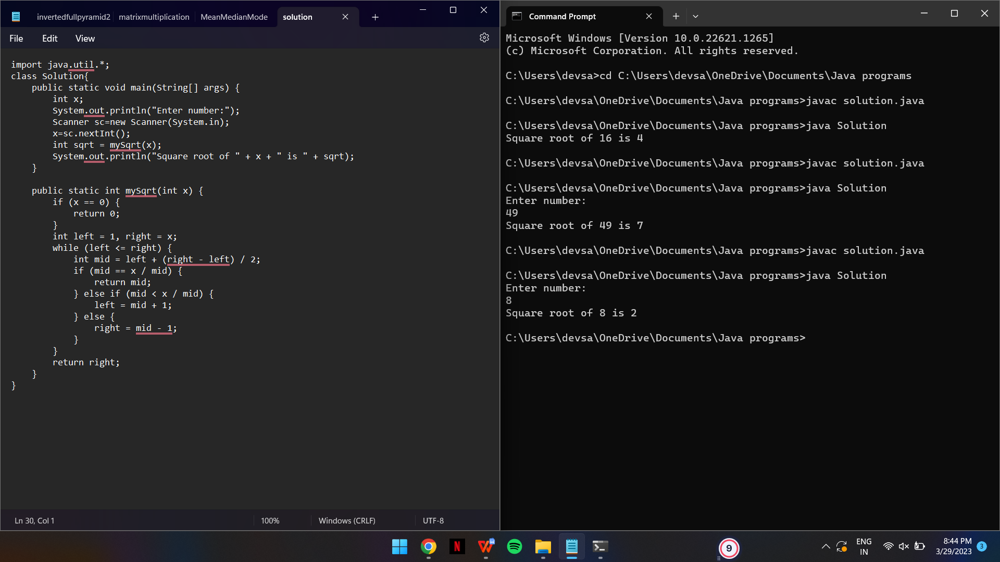 invertedfullpyramid2 matrixmultiplication MeanMedianMode solution
File Edit View
import java.util.*;
class Solution{
    public static void main(String[] args) {
        int x;
        System.out.println("Enter number:");
        Scanner sc=new Scanner(System.in);
        x=sc.nextInt();
        int sqrt = mySqrt(x);
        System.out.println("Square root of " + x + " is " + sqrt);
    }
    public static int mySqrt(int x) {
        if (x == 0) {
            return 0;
        }
        int left = 1, right = x;
        while (left <= right) {
            int mid = left + (right - left) / 2;
            if (mid == x / mid) {
                return mid;
            } else if (mid < x / mid) {
                left = mid + 1;
            } else {
                right = mid - 1;
            }
        }
        return right;
    }
}
Ln 30, Col 1 100% Windows (CRLF) UTF-8
Command Prompt
Microsoft Windows [Version 10.0.22621.1265]
(c) Microsoft Corporation. All rights reserved.
C:\Users\devsa>cd C:\Users\devsa\OneDrive\Documents\Java programs
C:\Users\devsa\OneDrive\Documents\Java programs>javac solution.java
C:\Users\devsa\OneDrive\Documents\Java programs>java Solution
Square root of 16 is 4
C:\Users\devsa\OneDrive\Documents\Java programs>javac solution.java
C:\Users\devsa\OneDrive\Documents\Java programs>java Solution
Enter number:
49
Square root of 49 is 7
C:\Users\devsa\OneDrive\Documents\Java programs>javac solution.java
C:\Users\devsa\OneDrive\Documents\Java programs>java Solution
Enter number:
8
Square root of 8 is 2
C:\Users\devsa\OneDrive\Documents\Java programs>
9
ENG
IN
8:44 PM
3/29/2023
3